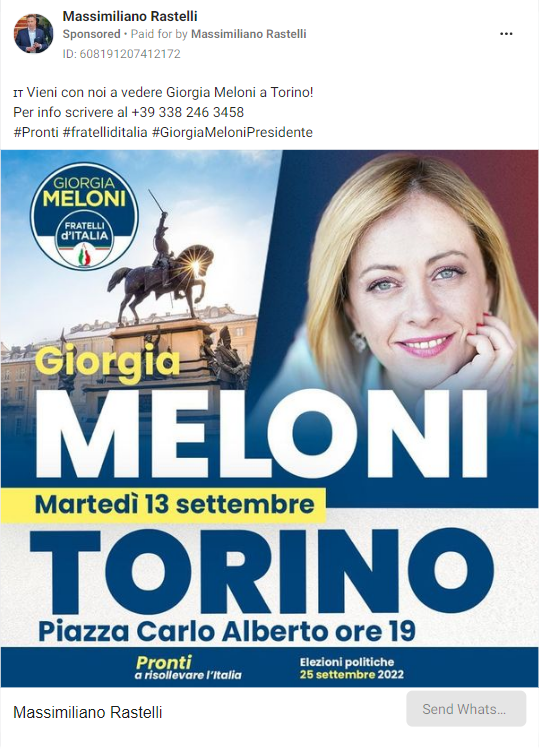 Massimiliano Rastelli
Sponsored • Paid for by Massimiliano Rastelli
ID: 608191207412172
IT Vieni con noi a vedere Giorgia Meloni a Torino!
Per info scrivere al +39 338 246 3458
#Pronti #fratelliditalia #GiorgiaMeloniPresidente
GIORGIA
MELONI
FRATELLI
d'ITALIA
Giorgia
MELONI
Martedì 13 settembre
TORINO
Piazza Carlo Alberto ore 19
Pronti
a risollevare l'Italia
Elezioni politiche
25 settembre 2022
Massimiliano Rastelli
Send Whats...